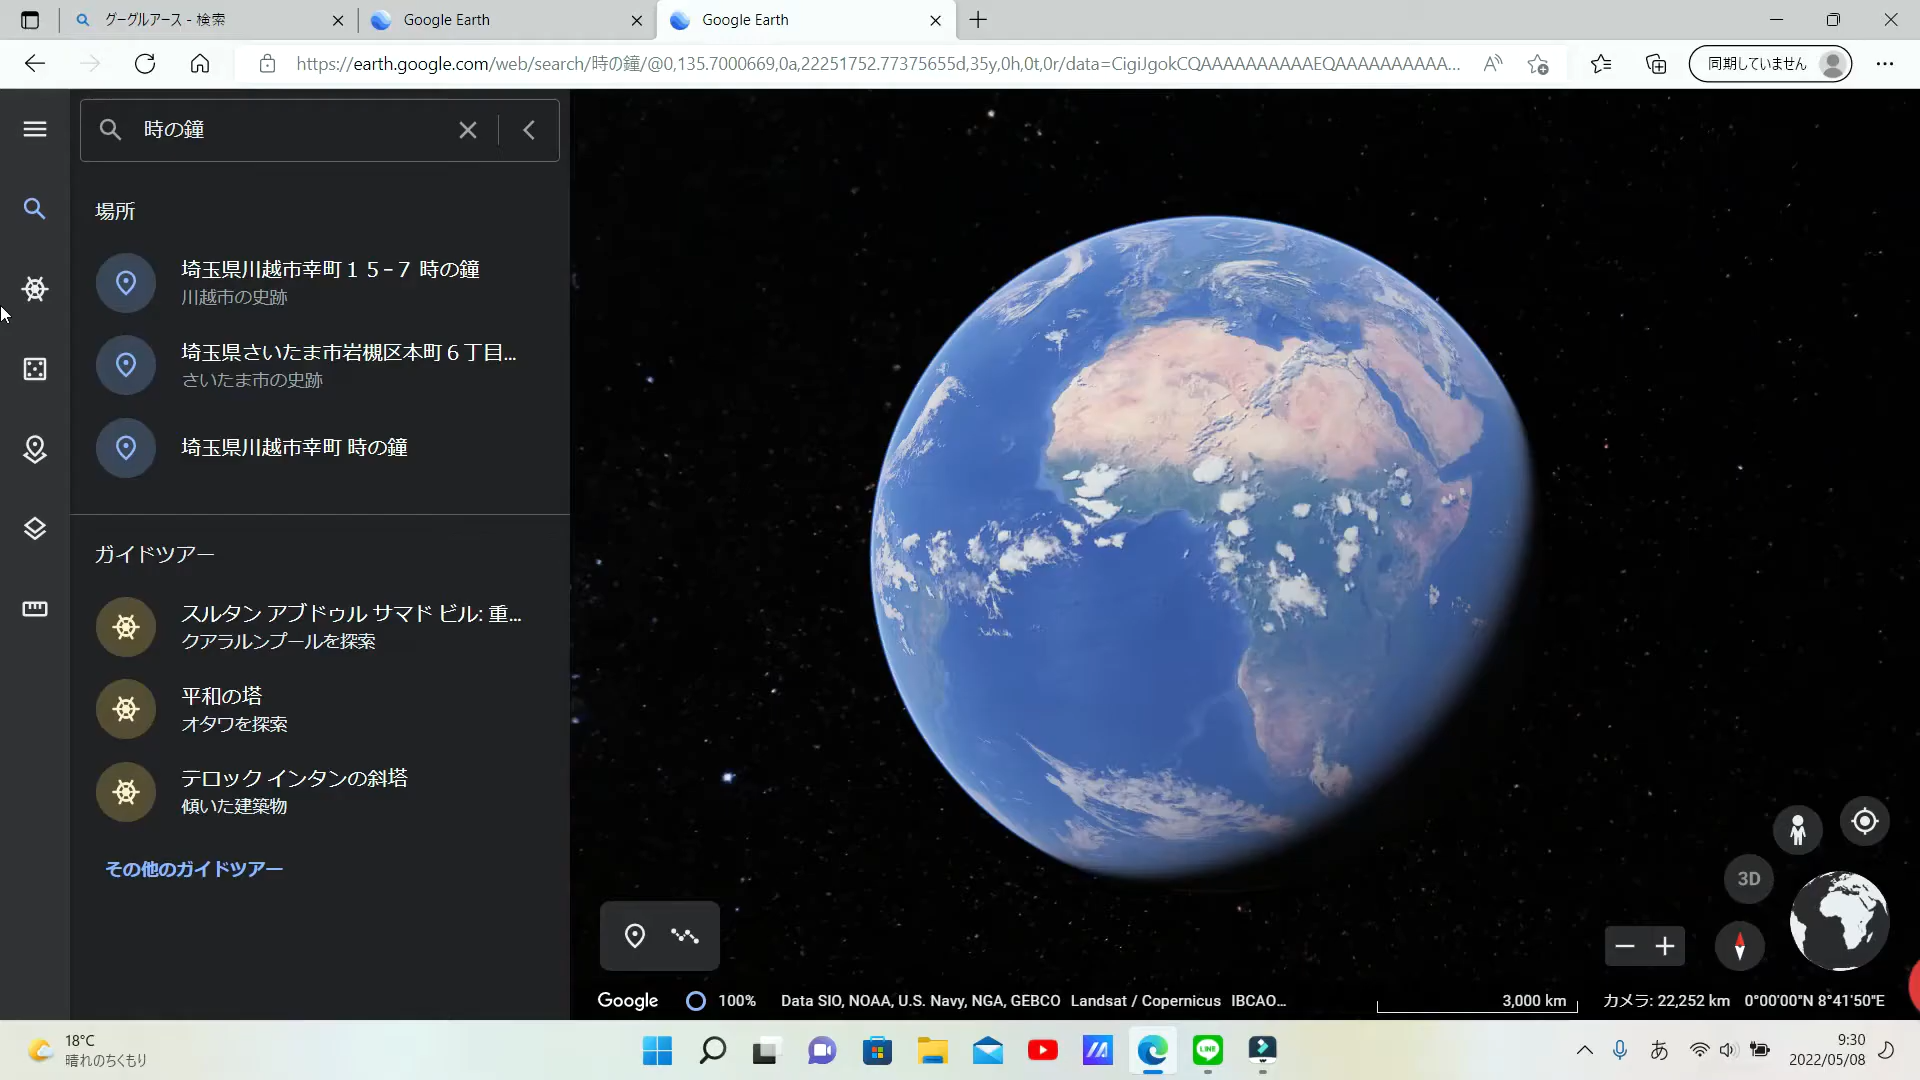 グーグルアース - 検索
Google Earth
Google Earth
https://earth.google.com/web/search/時の鐘/@0,135.7000669,0a,22251752.77375655d,35y,0h,0t,0r/data=CigiJgokCQAAAAAAAAAAEQAAAAAAAAAA...
同期していません
時の鐘
場所
埼玉県川越市幸町１５−７ 時の鐘
川越市の史跡
埼玉県さいたま市岩槻区本町６丁目...
さいたま市の史跡
埼玉県川越市幸町 時の鐘
ガイドツアー
スルタン アブドゥル サマド ビル: 重...
クアラルンプールを探索
平和の塔
オタワを探索
テロック インタンの斜塔
傾いた建築物
その他のガイドツアー
3D
Google
100%
Data SIO, NOAA, U.S. Navy, NGA, GEBCO Landsat / Copernicus IBCAO...
3,000 km
カメラ: 22,252 km 0°00'00"N 8°41'50"E
18°C
晴れのちくもり
LINE
あ
9:30
2022/05/08